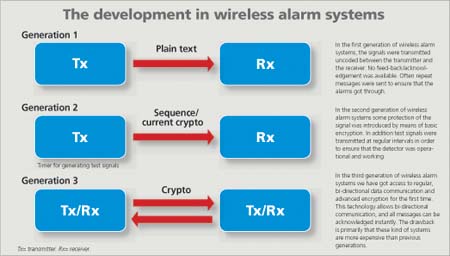 The development in wireless alarm systems
Generation 1
Tx
Plain text
Rx
In the first generation of wireless alarm
systems, the signals were transmitted
uncoded between the transmitter and
the receiver. No feed-back/acknowl-
edgement was available. Often repeat
messages were sent to ensure that the
alarms got through.
Generation 2
Tx
Sequence/
current crypto
Rx
Timer for generating test signals
In the second generation of wireless
alarm systems some protection of the
signal was introduced by means of basic
encryption. In addition test signals were
transmitted at regular intervals in order
to ensure that the detector was opera-
tional and working.
Generation 3
Tx/Rx
Crypto
Tx/Rx
In the third generation of wireless alarm
systems we have got access to regular,
bi-directional data communication and
advanced encryption for the first time.
This technology allows bi-directional
communication, and all messages can be
acknowledged instantly. The drawback
is primarily that these kind of systems
are more expensive than previous
generations.
Tx= transmitter. Rx= receiver.